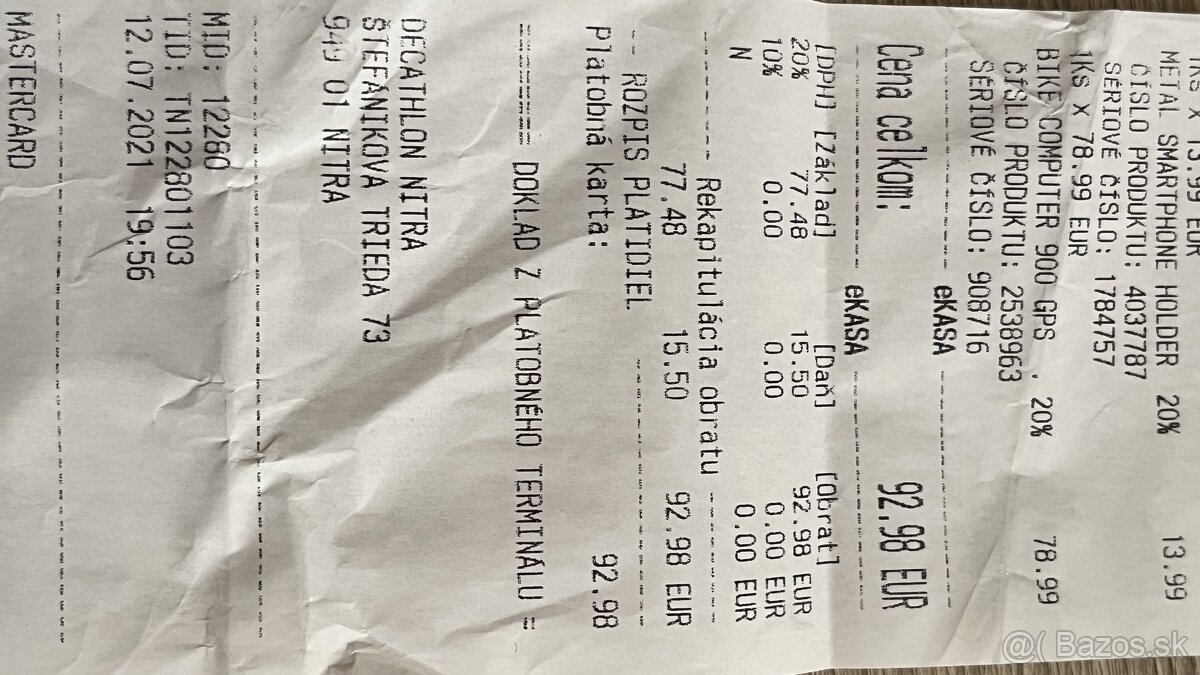 1KS X 13.99 EUR
METAL SMARTPHONE HOLDER 20% 13.99
ČÍSLO PRODUKTU: 4037787
SÉRIOVÉ ČÍSLO: 1784757
1KS X 78.99 EUR
BIKE COMPUTER 900 GPS . 20% 78.99
ČÍSLO PRODUKTU: 2538963
SÉRIOVÉ ČÍSLO: 908716
eKASA
Cena celkom: 92.98 EUR
eKASA
[DPH] [Základ] [Daň] [Obrat]
20% 77.48 15.50 92.98 EUR
10% 0.00 0.00 0.00 EUR
N 0.00 EUR
Rekapitulácia obratu
77.48 15.50 92.98 EUR
ROZPIS PLATIDIEL
Platobná karta: 92.98
DOKLAD Z PLATOBNÉHO TERMINÁLU
DECATHLON NITRA
ŠTEFÁNIKOVA TRIEDA 73
949 01 NITRA
MID: 12280
TID: TN122801103
12.07.2021 19:56
MASTERCARD
@( Bazos.sk